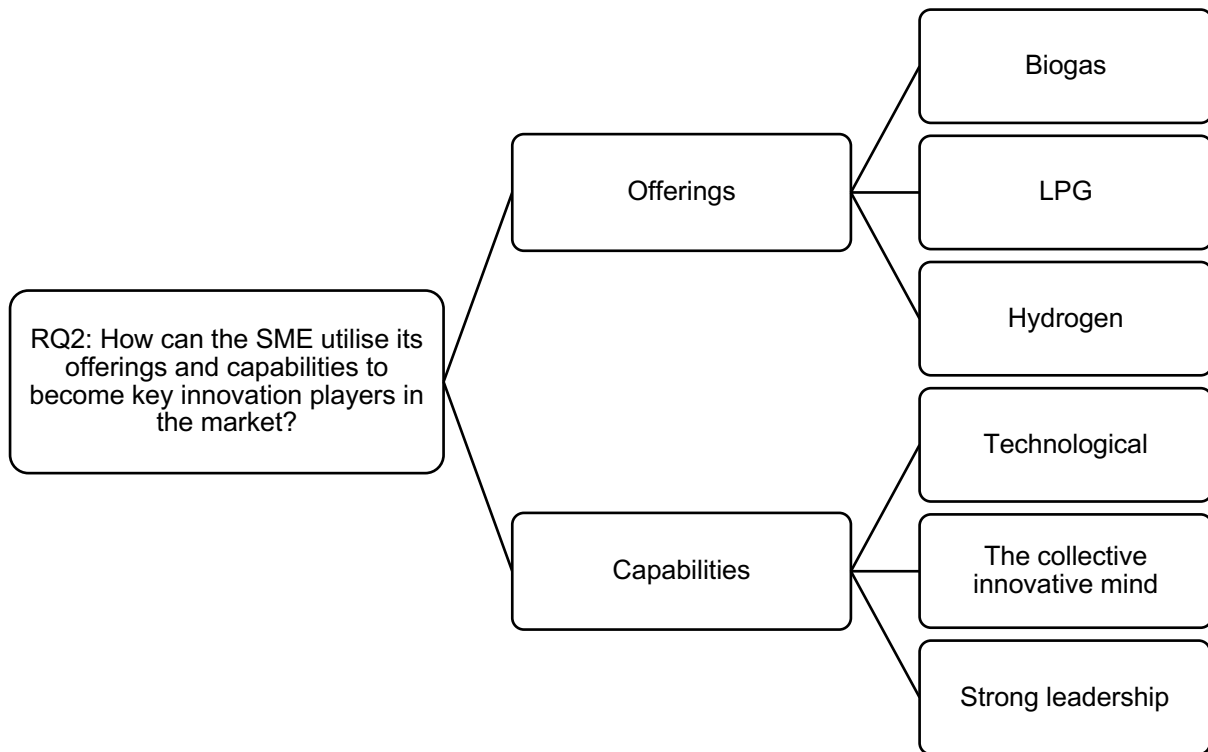 RQ2: How can the SME utilise its
offerings and capabilities to
become key innovation players in
the market?
Offerings
Biogas
LPG
Hydrogen
Capabilities
Technological
The collective
innovative mind
Strong leadership